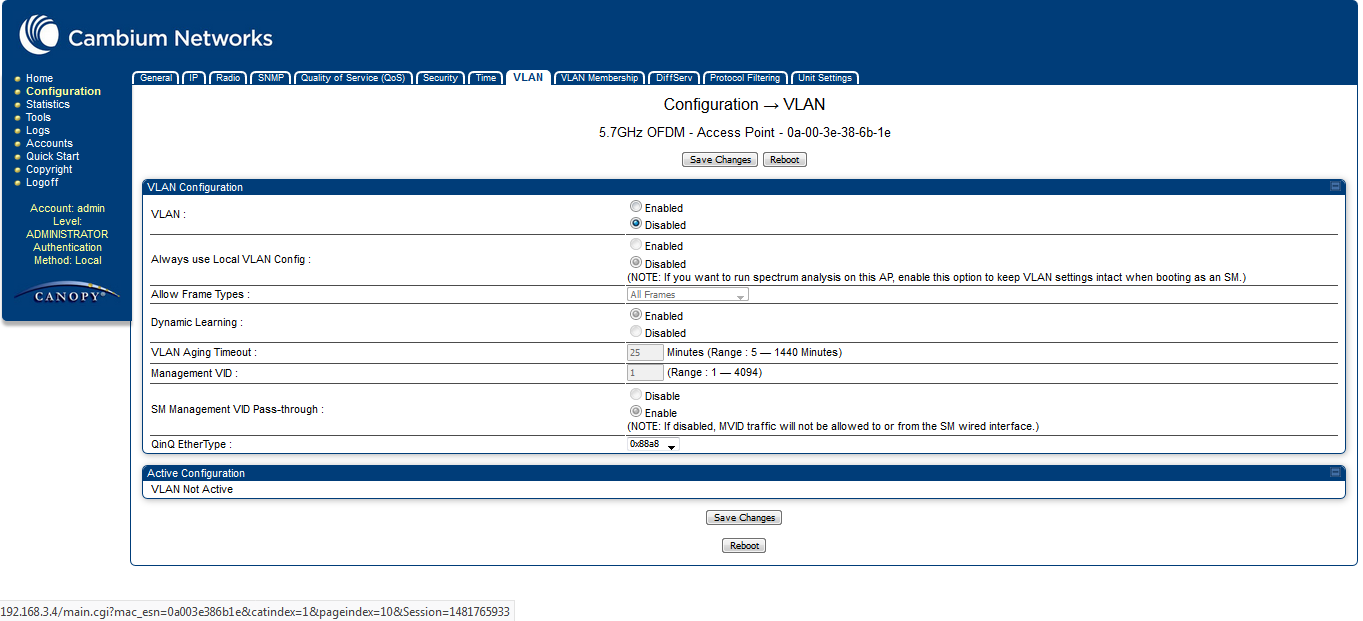 Cambium Networks
Home
Configuration
Statistics
Tools
Logs
Accounts
Quick Start
Copyright
Logoff
Account: admin
Level:
ADMINISTRATOR
Authentication
Method: Local
CANOPY®
General IP Radio SNMP Quality of Service (QoS) Security Time VLAN VLAN Membership DiffServ Protocol Filtering Unit Settings
Configuration → VLAN
5.7GHz OFDM - Access Point - 0a-00-3e-38-6b-1e
Save Changes Reboot
VLAN Configuration
VLAN :
Enabled
Disabled
Always use Local VLAN Config :
Enabled
Disabled
(NOTE: If you want to run spectrum analysis on this AP, enable this option to keep VLAN settings intact when booting as an SM.)
Allow Frame Types : All Frames
Dynamic Learning :
Enabled
Disabled
VLAN Aging Timeout : 25 Minutes (Range : 5 — 1440 Minutes)
Management VID : 1 (Range : 1 — 4094)
SM Management VID Pass-through :
Disable
Enable
(NOTE: If disabled, MVID traffic will not be allowed to or from the SM wired interface.)
QinQ EtherType : 0x88a8
Active Configuration
VLAN Not Active
Save Changes
Reboot
192.168.3.4/main.cgi?mac_esn=0a003e386b1e&catindex=1&pageindex=10&Session=1481765933